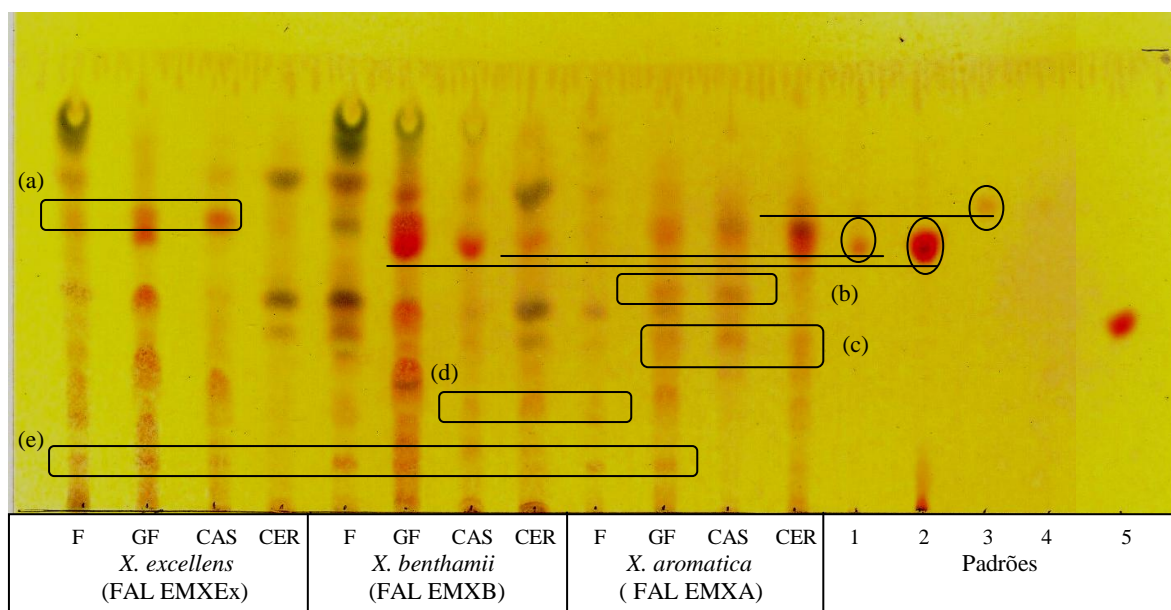 (a)
(b)
(c)
(d)
(e)
F GF CAS CER F GF CAS CER F GF CAS CER 1 2 3 4 5
X. excellens X. benthamii X. aromatica Padrões
(FAL EMXEx) (FAL EMXB) ( FAL EMXA)